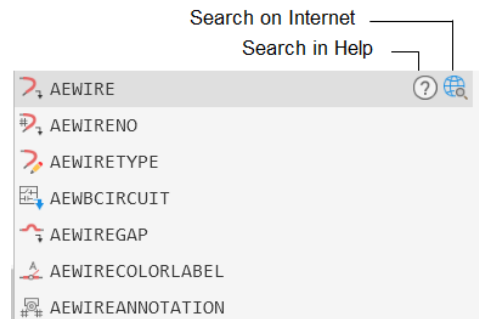 Search on Internet
Search in Help
AEWIRE
AEWIRENO
AEWIRETYPE
AEWBCIRCUIT
AEWIREGAP
AEWIRECOLORLABEL
AEWIREANNOTATION